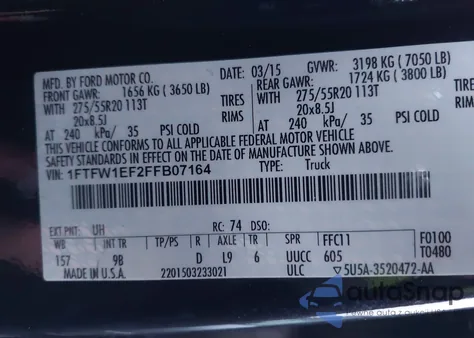 MFD. BY FORD MOTOR CO.
DATE: 03/15 GVWR: 3198 KG ( 7050 LB)
FRONT GAWR: 1656 KG ( 3650 LB) REAR GAWR: 1724 KG ( 3800 LB)
WITH 275/55R20 113T TIRES WITH 275/55R20 113T
20x8.5J RIMS 20x8.5J
AT 240 kPa/ 35 PSI COLD AT 240 kPa/ 35 PSI COLD
THIS VEHICLE CONFORMS TO ALL APPLICABLE FEDERAL MOTOR VEHICLE
SAFETY STANDARDS IN EFFECT ON THE DATE OF MANUFACTURE SHOWN ABOVE.
VIN: 1FTFW1EF2FFB07164 TYPE: Truck
EXT PNT: UH RC: 74 DSO: FFC11 F0100
WB INT TR TP/PS R AXLE TR SPR UUCC 605 T0480
157 9B D L9 6
MADE IN U.S.A. 2201503233021 ULC 5U5A-3520472-AA
autoSnap